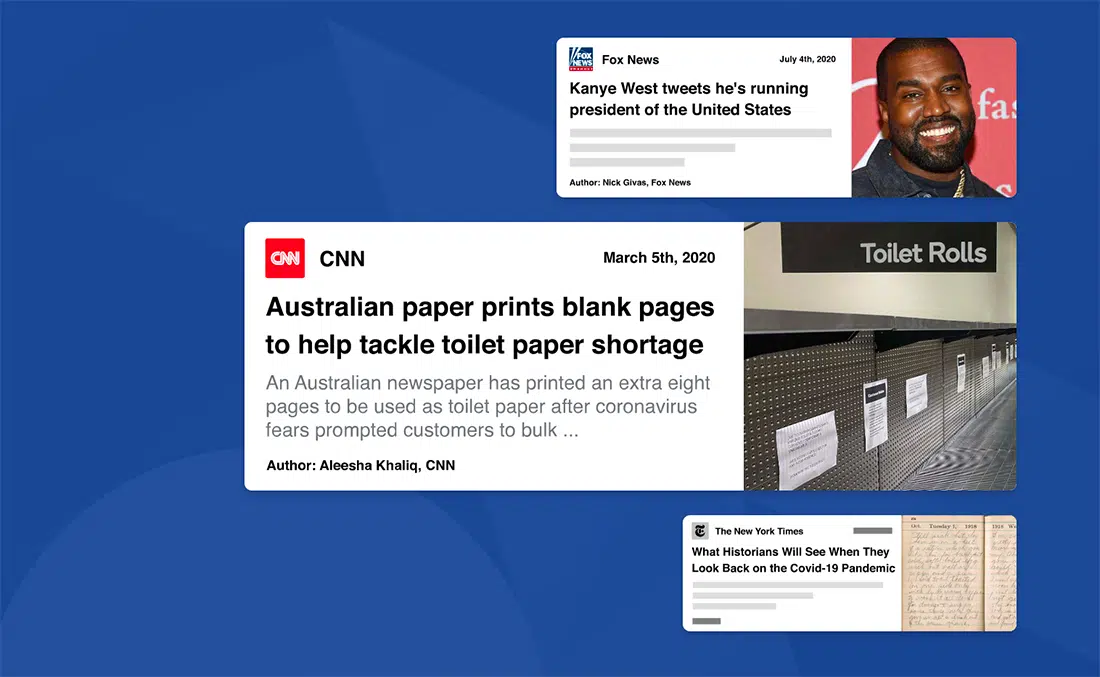 FOX
NEWS
Fox News
July 4th, 2020
Kanye West tweets he's running
president of the United States
Author: Nick Givas, Fox News
fas
CNN
CNN
March 5th, 2020
Australian paper prints blank pages
to help tackle toilet paper shortage
An Australian newspaper has printed an extra eight
pages to be used as toilet paper after coronavirus
fears prompted customers to bulk ...
Author: Aleesha Khaliq, CNN
Toilet Rolls
The New York Times
What Historians Will See When They
Look Back on the Covid-19 Pandemic
Oct. Tuesday 1, 1918
1918 We